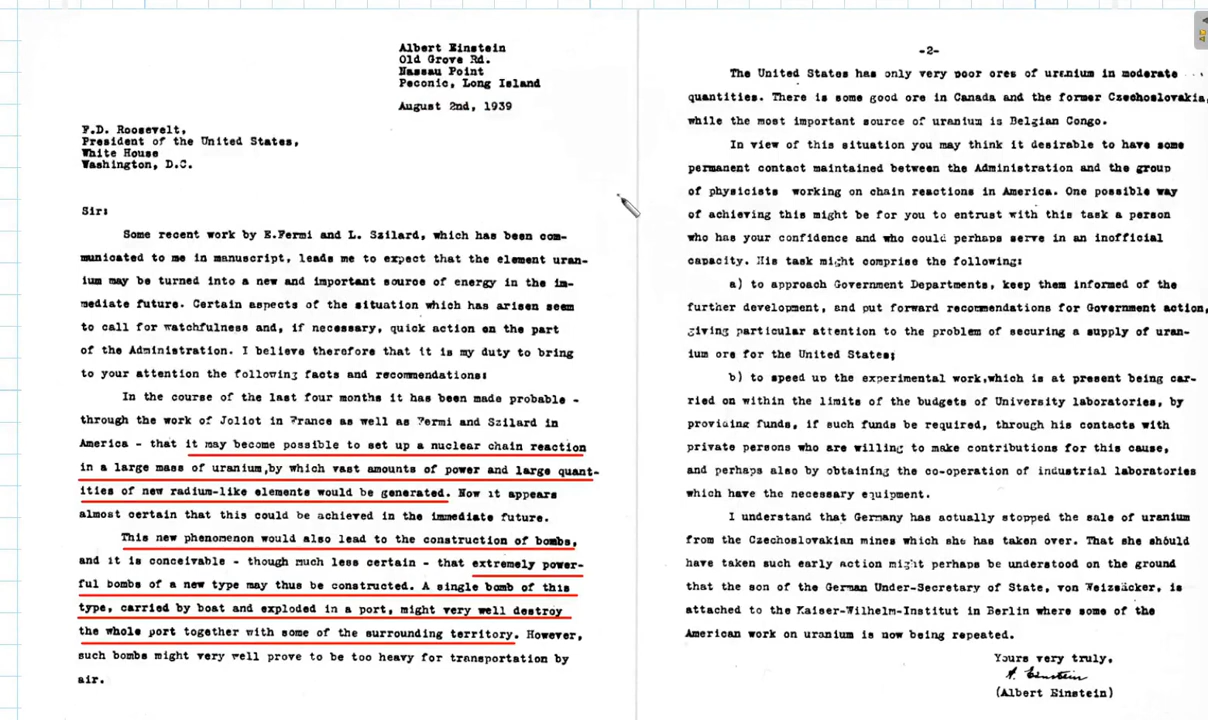 Albert Einstein
Old Grove Rd.
Nassau Point
Peconic, Long Island
August 2nd, 1939
F.D. Roosevelt,
President of the United States,
White House
Washington, D.C.
Sir:
Some recent work by E.Fermi and L. Szilard, which has been com-
municated to me in manuscript, leads me to expect that the element uran-
ium may be turned into a new and important source of energy in the im-
mediate future. Certain aspects of the situation which has arisen seem
to call for watchfulness and, if necessary, quick action on the part
of the Administration. I believe therefore that it is my duty to bring
to your attention the following facts and recommendations:
In the course of the last four months it has been made probable -
through the work of Joliot in France as well as Fermi and Szilard in
America - that it may become possible to set up a nuclear chain reaction
in a large mass of uranium,by which vast amounts of power and large quant-
ities of new radium-like elements would be generated. Now it appears
almost certain that this could be achieved in the immediate future.
This new phenomenon would also lead to the construction of bombs,
and it is conceivable - though much less certain - that extremely power-
ful bombs of a new type may thus be constructed. A single bomb of this
type, carried by boat and exploded in a port, might very well destroy
the whole port together with some of the surrounding territory. However,
such bombs might very well prove to be too heavy for transportation by
air.
-2-
The United States has only very poor ores of uranium in moderate
quantities. There is some good ore in Canada and the former Czechoslovakia,
while the most important source of uranium is Belgian Congo.
In view of this situation you may think it desirable to have some
permanent contact maintained between the Administration and the group
of physicists working on chain reactions in America. One possible way
of achieving this might be for you to entrust with this task a person
who has your confidence and who could perhaps serve in an inofficial
capacity. His task might comprise the following:
a) to approach Government Departments, keep them informed of the
further development, and put forward recommendations for Government action,
giving particular attention to the problem of securing a supply of uran-
ium ore for the United States;
b) to speed up the experimental work,which is at present being car-
ried on within the limits of the budgets of University laboratories, by
providing funds, if such funds be required, through his contacts with
private persons who are willing to make contributions for this cause,
and perhaps also by obtaining the co-operation of industrial laboratories
which have the necessary equipment.
I understand that Germany has actually stopped the sale of uranium
from the Czechoslovakian mines which she has taken over. That she should
have taken such early action might perhaps be understood on the ground
that the son of the German Under-Secretary of State, von Weizsäcker, is
attached to the Kaiser-Wilhelm-Institut in Berlin where some of the
American work on uranium is now being repeated.
Yours very truly,
A. Einstein
(Albert Einstein)